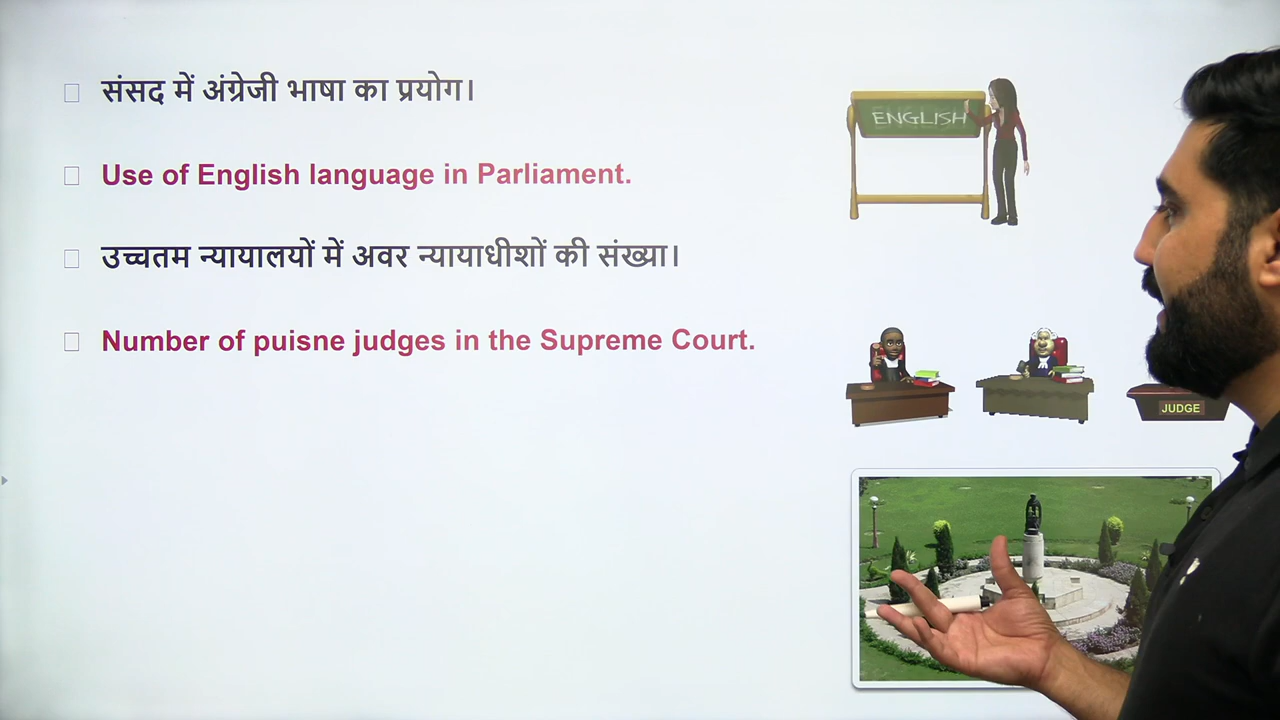 संसद में अंग्रेजी भाषा का प्रयोग।
ENGLISH
Use of English language in Parliament.
उच्चतम न्यायालयों में अवर न्यायाधीशों की संख्या।
Number of puisne judges in the Supreme Court.
JUDGE